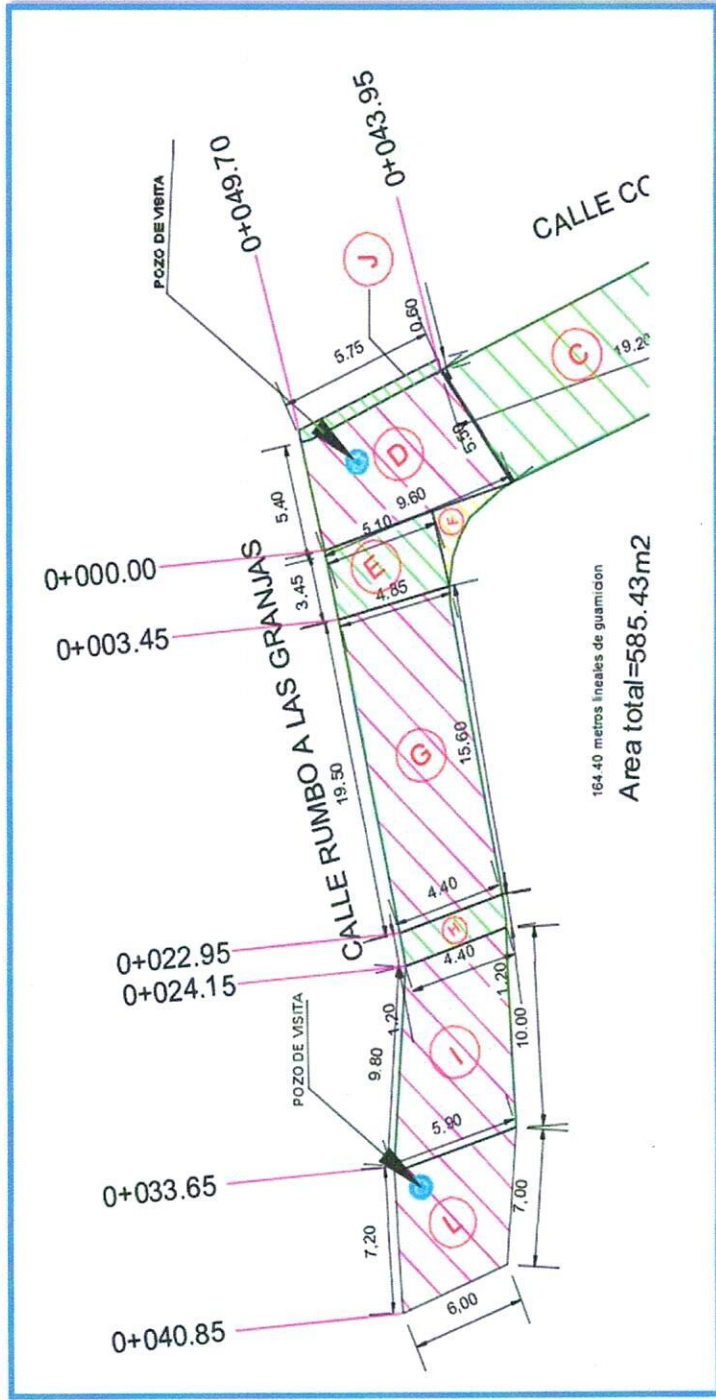 POZO DE VISITA
0+049.70
0+043.95
J
5.75
0.60
CALLE CO
C
19.20
D
5.50
9.60
5.40
5.10
F
0+000.00
E
3.45
4.85
0+003.45
CALLE RUMBO A LAS GRANJAS
G
19.50
15.60
164.40 metros lineales de guarnicion
Area total=585.43m2
0+022.95
4.40
H
0+024.15
4.40
1.20
1.20
POZO DE VISITA
9.80
I
10.00
5.90
0+033.65
L
7.20
7,00
0+040.85
6,00